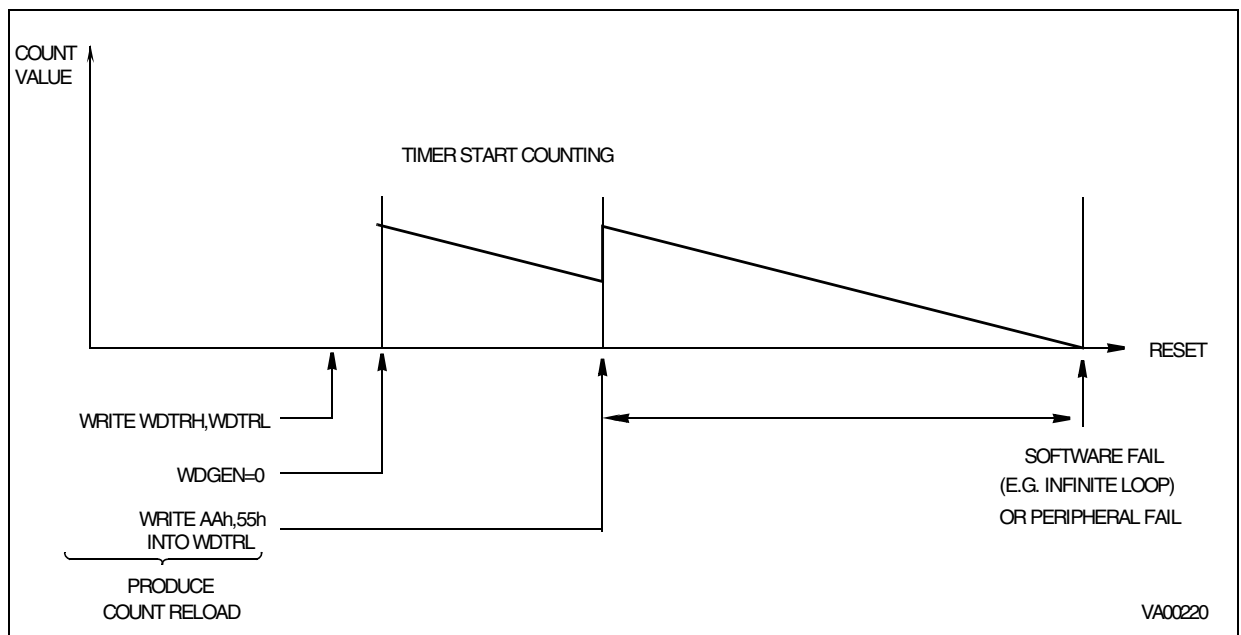 COUNT
VALUE
TIMER START COUNTING
RESET
WRITE WDTRH,WDTRL
WDGEN=0
WRITE AAh,55h
INTO WDTRL
PRODUCE
COUNT RELOAD
SOFTWARE FAIL
(E.G. INFINITE LOOP)
OR PERIPHERAL FAIL
VA00220